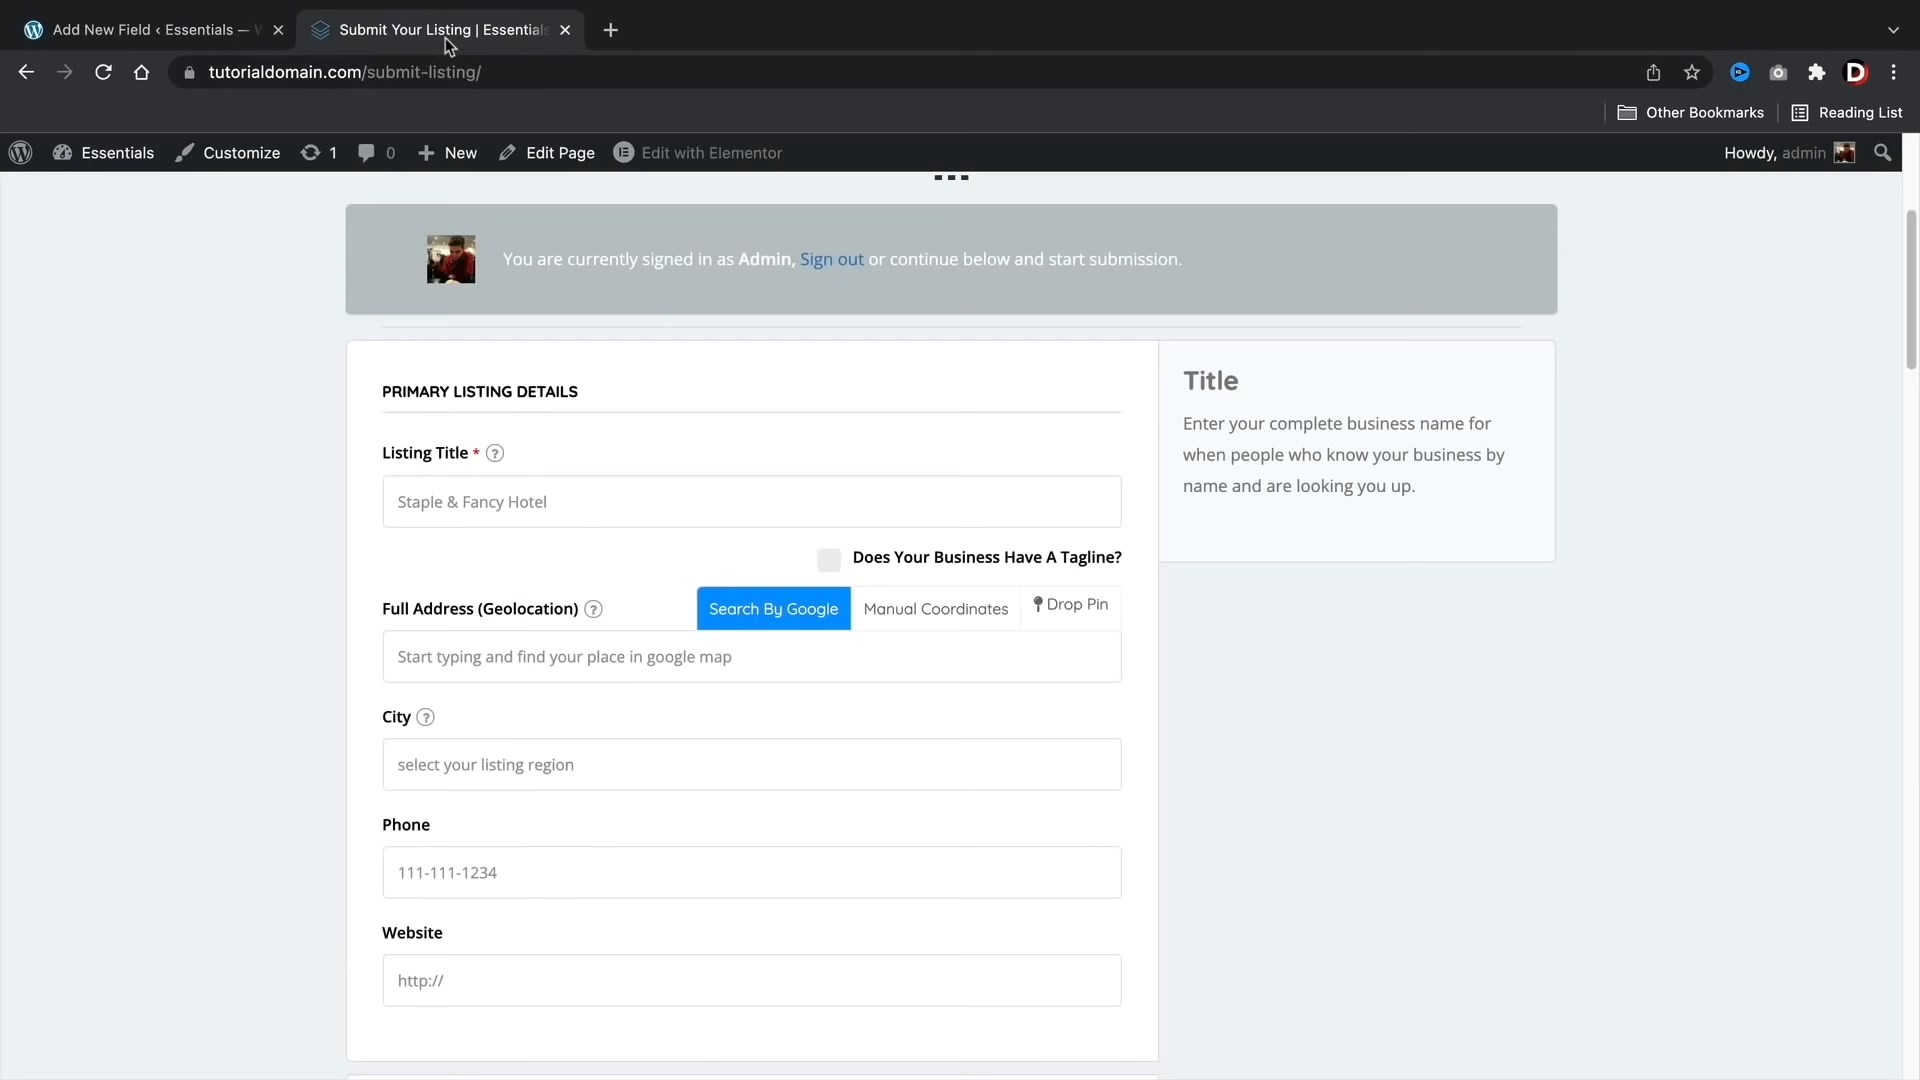 Add New Field ‹ Essentials —
Submit Your Listing | Essentials
tutorialdomain.com/submit-listing/
Other Bookmarks
Reading List
Essentials
Customize
1
0
New
Edit Page
Edit with Elementor
Howdy, admin
You are currently signed in as Admin, Sign out or continue below and start submission.
PRIMARY LISTING DETAILS
Listing Title * ?
Staple & Fancy Hotel
Does Your Business Have A Tagline?
Full Address (Geolocation) ?
Search By Google
Manual Coordinates
Drop Pin
Start typing and find your place in google map
City ?
select your listing region
Phone
111-111-1234
Website
http://
Title
Enter your complete business name for
when people who know your business by
name and are looking you up.